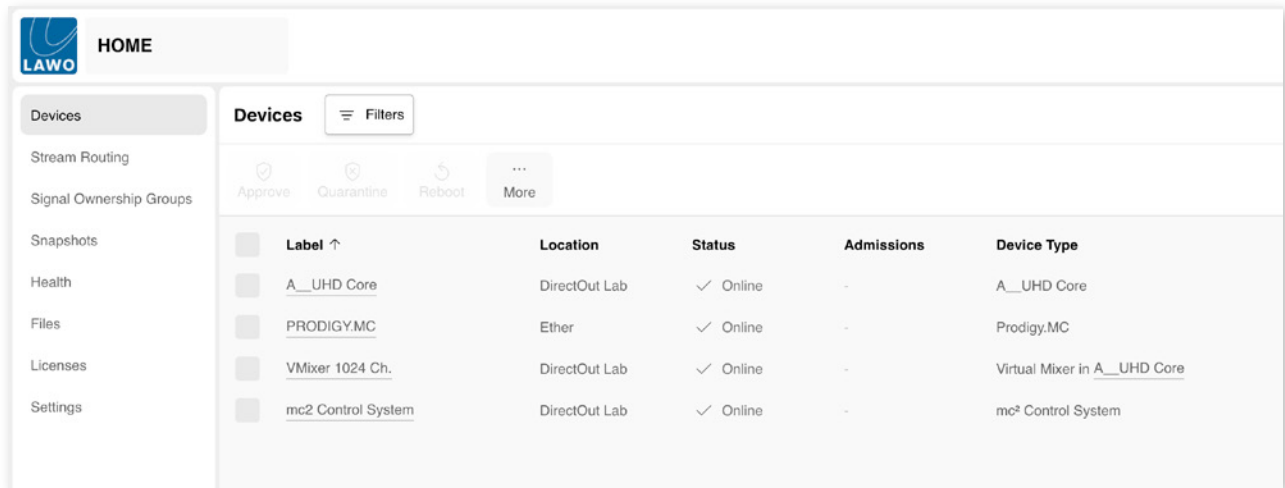 LAWO
HOME
Devices
Stream Routing
Signal Ownership Groups
Snapshots
Health
Files
Licenses
Settings
Devices Filters
Approve Quarantine Reboot ... More
Label ↑ Location Status Admissions Device Type
A__UHD Core DirectOut Lab ✓ Online - A__UHD Core
PRODIGY.MC Ether ✓ Online - Prodigy.MC
VMixer 1024 Ch. DirectOut Lab ✓ Online - Virtual Mixer in A__UHD Core
mc2 Control System DirectOut Lab ✓ Online - mc² Control System